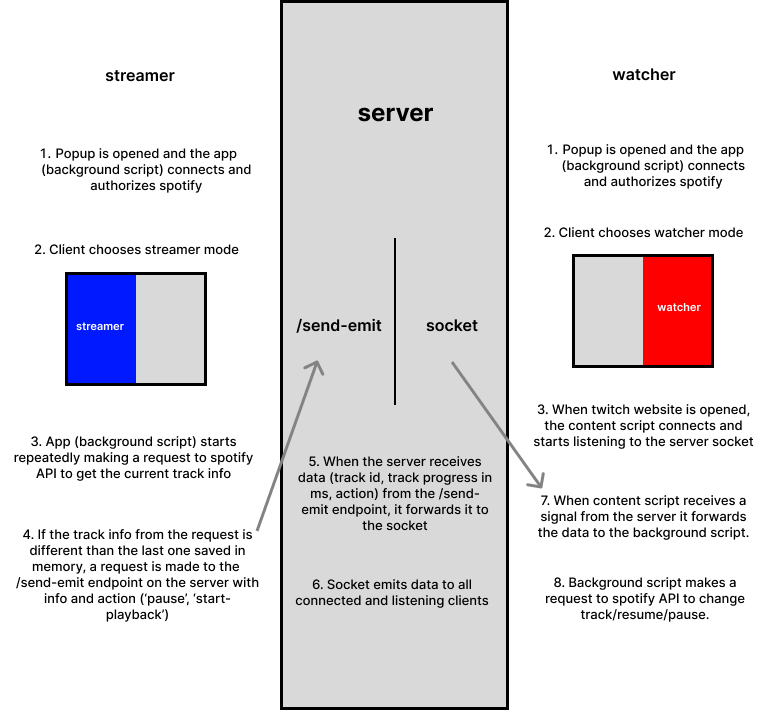 streamer
1. Popup is opened and the app
(background script) connects and
authorizes spotify
2. Client chooses streamer mode
streamer
3. App (background script) starts
repeatedly making a request to spotify
API to get the current track info
4. If the track info from the request is
different than the last one saved in
memory, a request is made to the
/send-emit endpoint on the server with
info and action (‘pause’, ‘start-
playback’)
server
/send-emit
socket
5. When the server receives
data (track id, track progress in
ms, action) from the /send-
emit endpoint, it forwards it to
the socket
6. Socket emits data to all
connected and listening clients
watcher
1. Popup is opened and the app
(background script) connects
and authorizes spotify
2. Client chooses watcher mode
watcher
3. When twitch website is opened,
the content script connects and
starts listening to the server socket
7. When content script receives a
signal from the server it forwards
the data to the background script.
8. Background script makes a
request to spotify API to change
track/resume/pause.